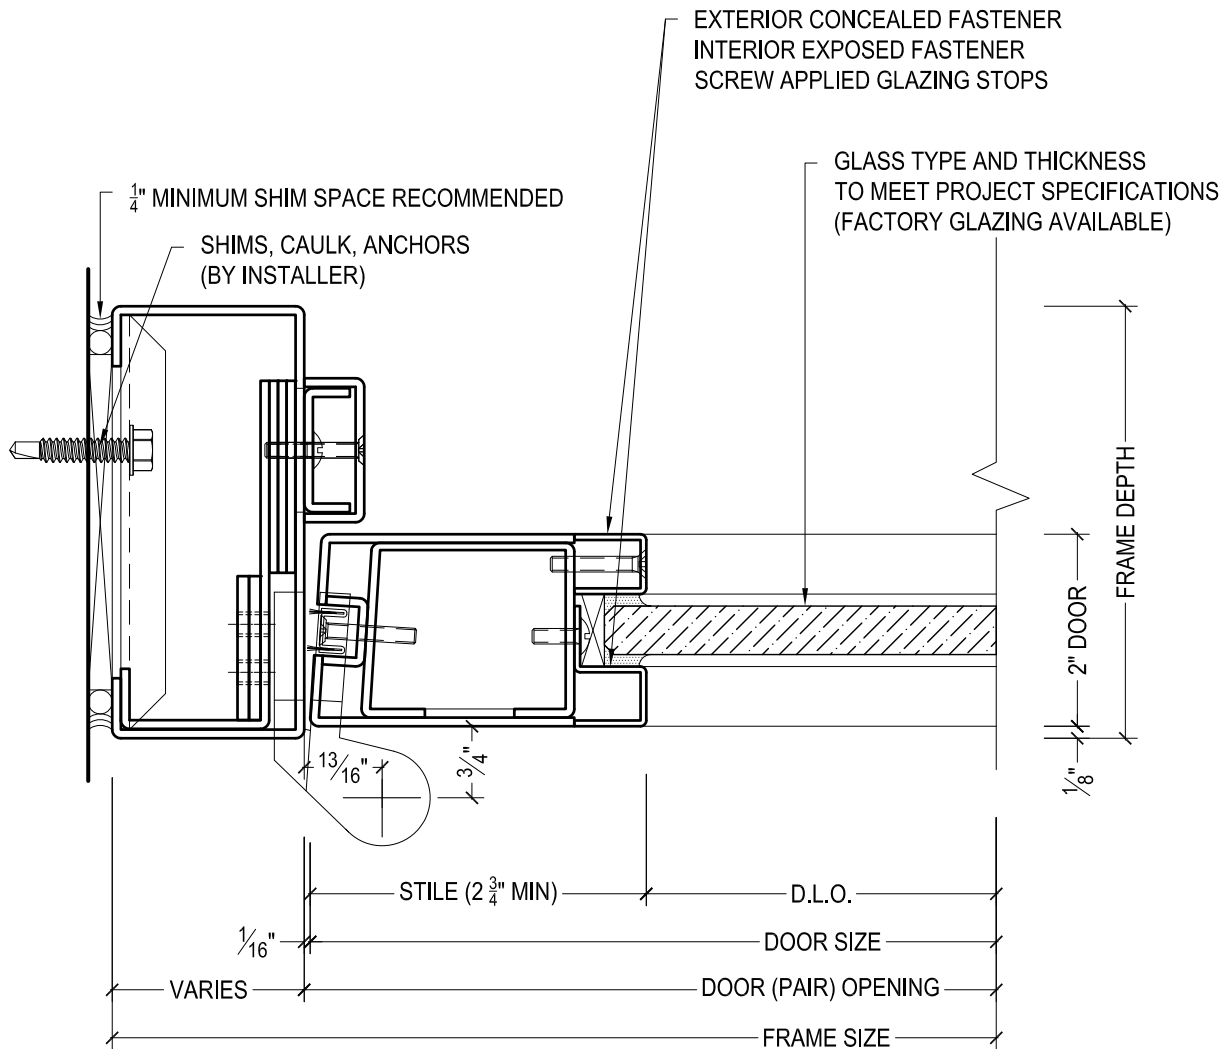 EXTERIOR CONCEALED FASTENER
INTERIOR EXPOSED FASTENER
SCREW APPLIED GLAZING STOPS
GLASS TYPE AND THICKNESS
TO MEET PROJECT SPECIFICATIONS
(FACTORY GLAZING AVAILABLE)
1/4" MINIMUM SHIM SPACE RECOMMENDED
SHIMS, CAULK, ANCHORS
(BY INSTALLER)
FRAME DEPTH
2" DOOR
1/8"
13/16"
3/4"
STILE (2 3/4" MIN)
D.L.O.
1/16"
DOOR SIZE
VARIES
DOOR (PAIR) OPENING
FRAME SIZE